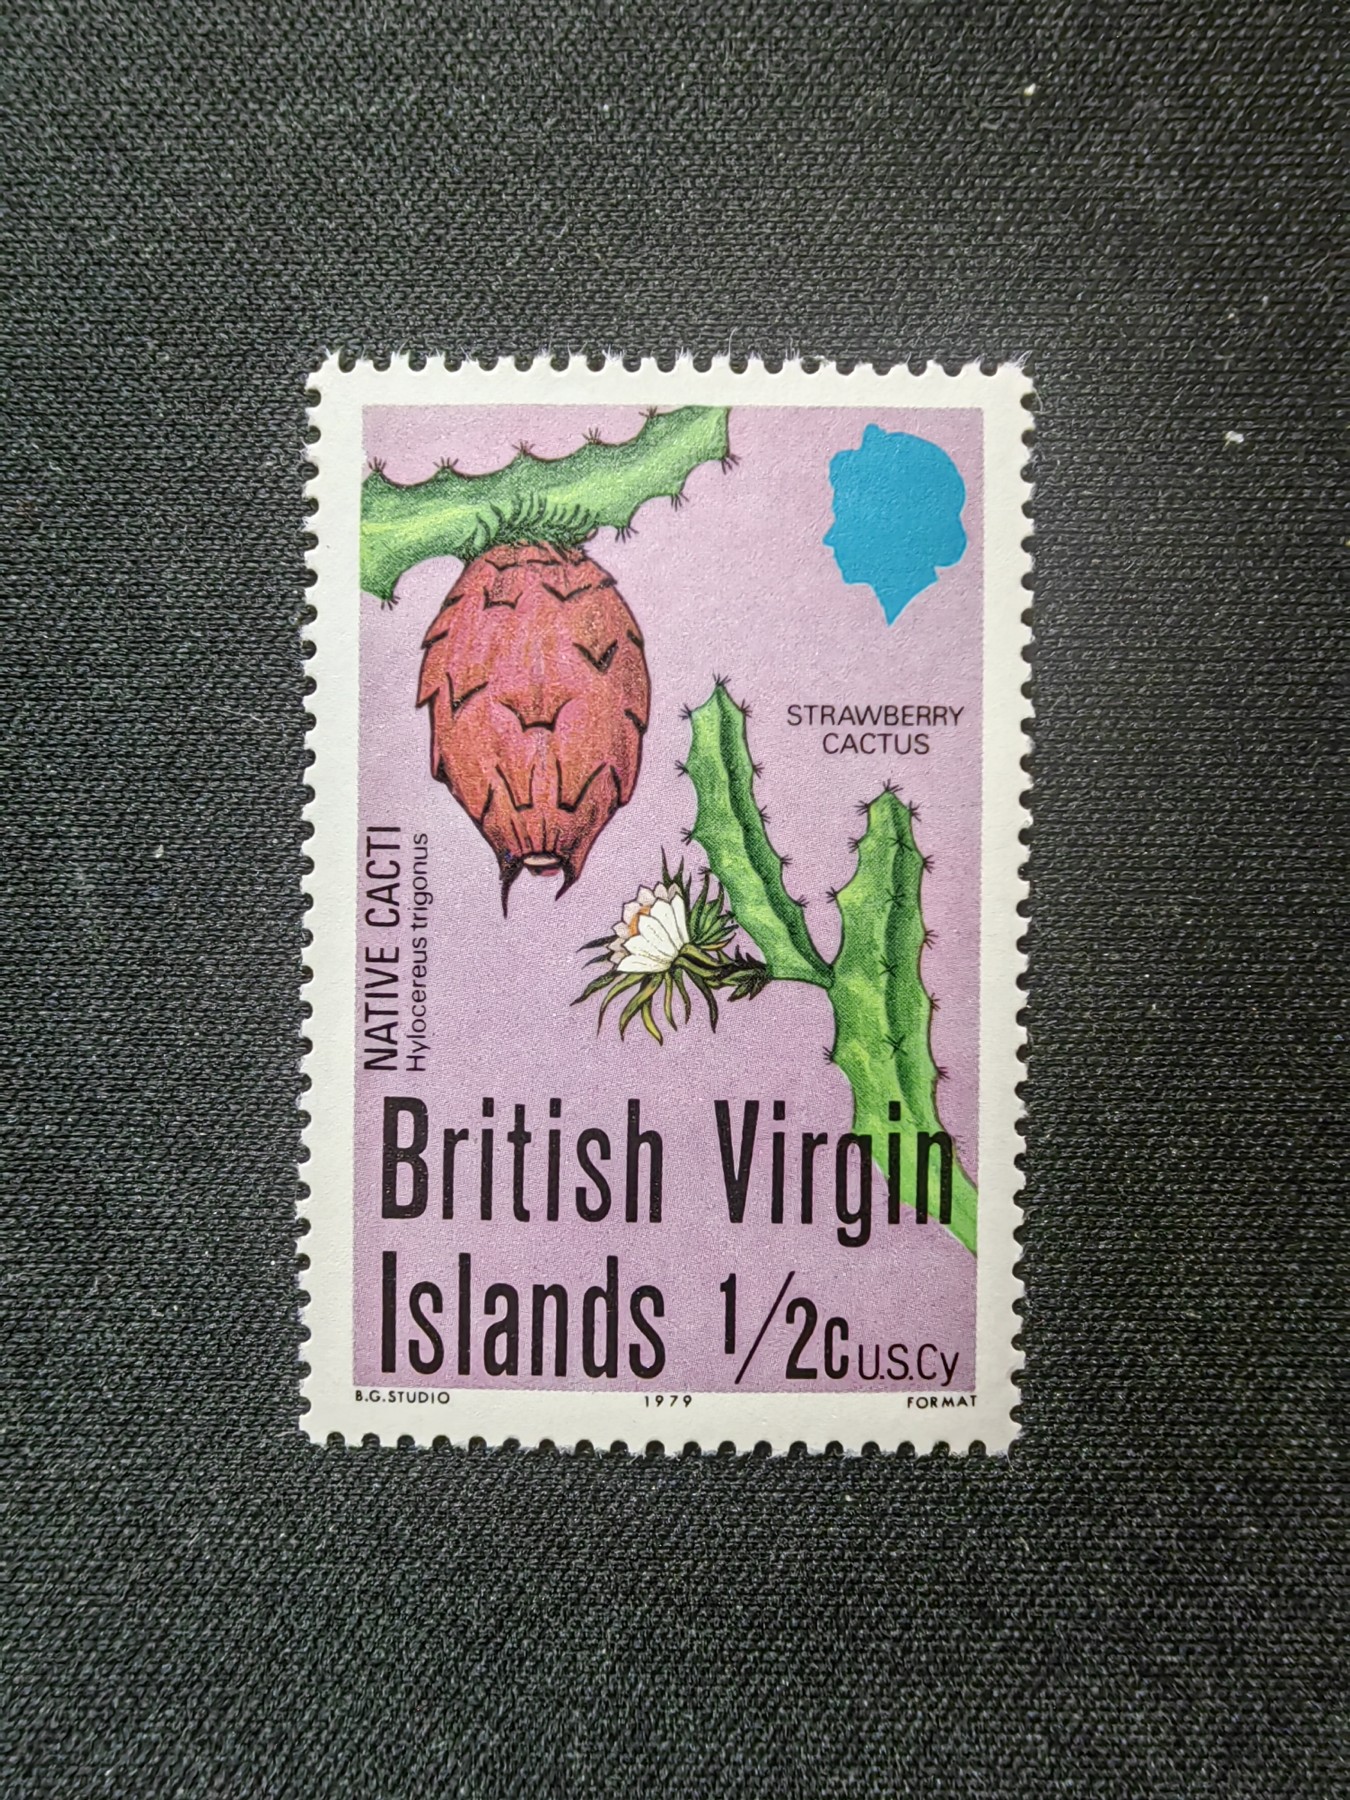 STRAWBERRY
CACTUS
NATIVE CACTI
Hylocereus trigonus
British Virgin
Islands 1/2c U.S.Cy
B.G.STUDIO 1979 FORMAT